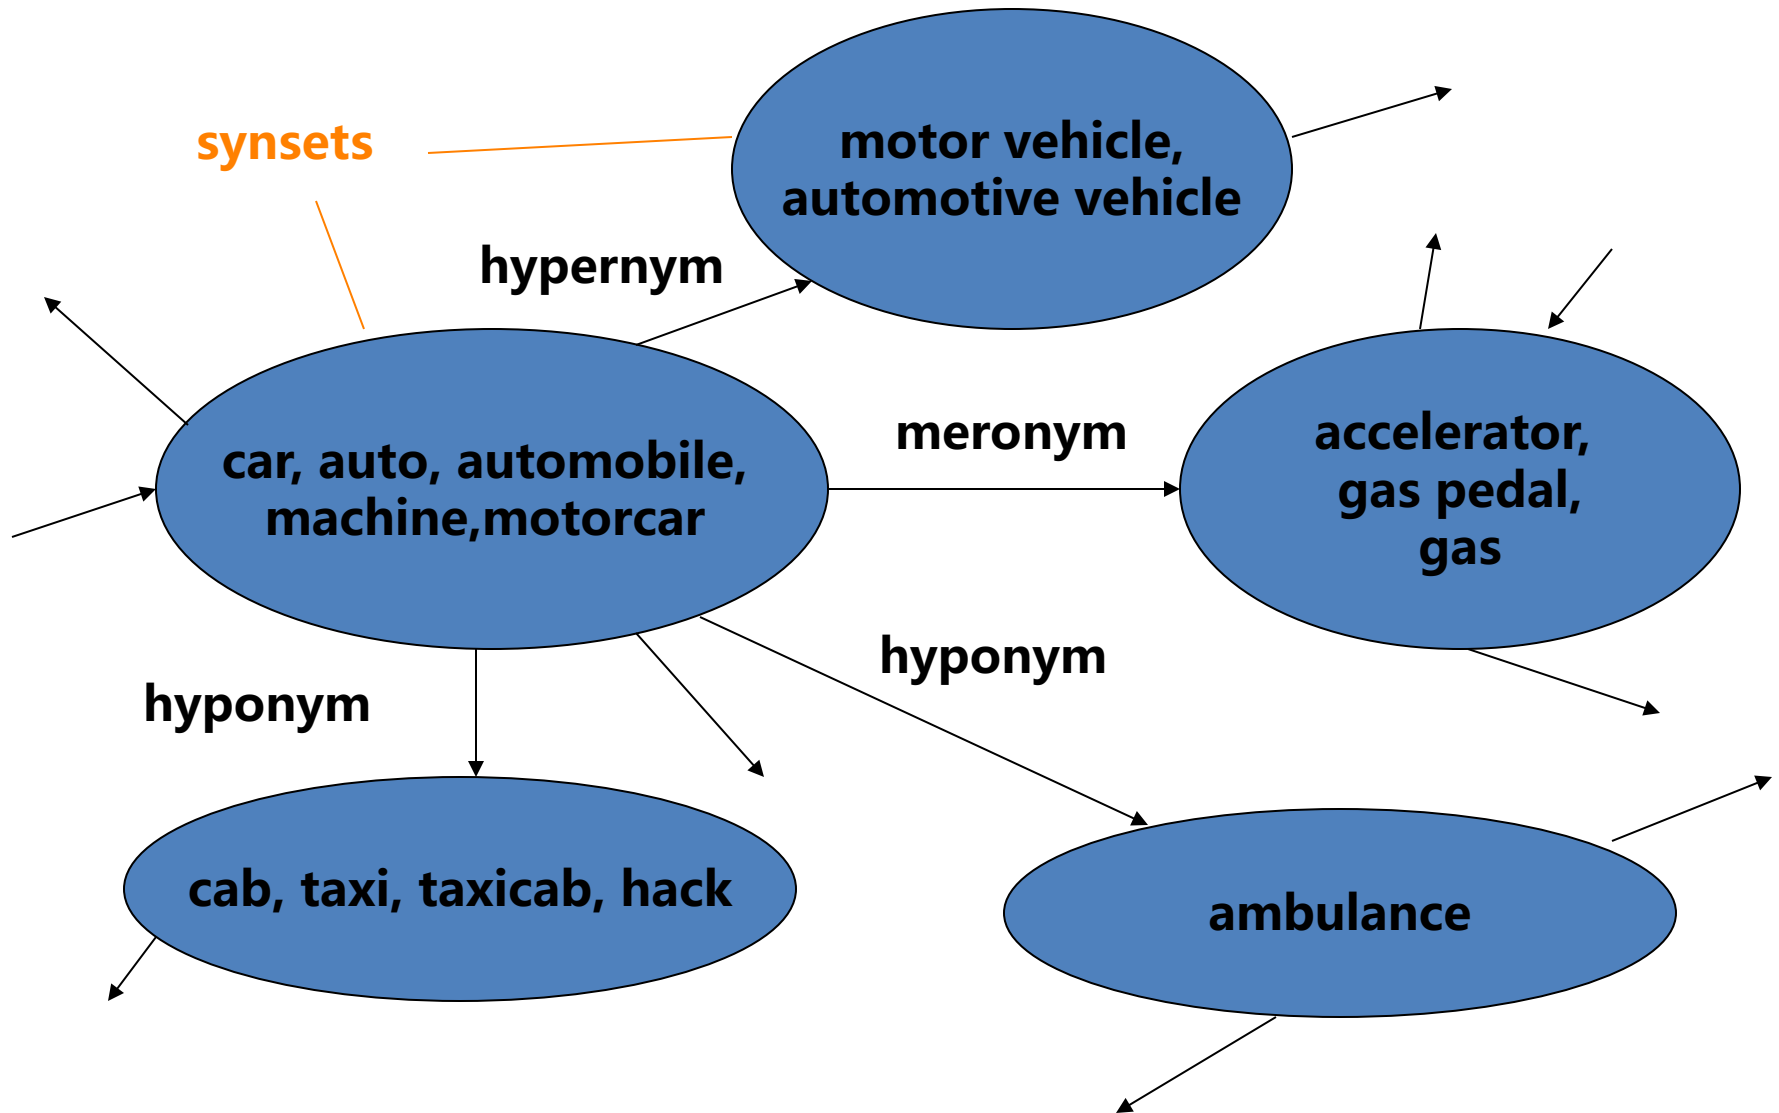 synsets
motor vehicle,
automotive vehicle
hypernym
car, auto, automobile,
machine,motorcar
meronym
accelerator,
gas pedal,
gas
hyponym
hyponym
cab, taxi, taxicab, hack
ambulance